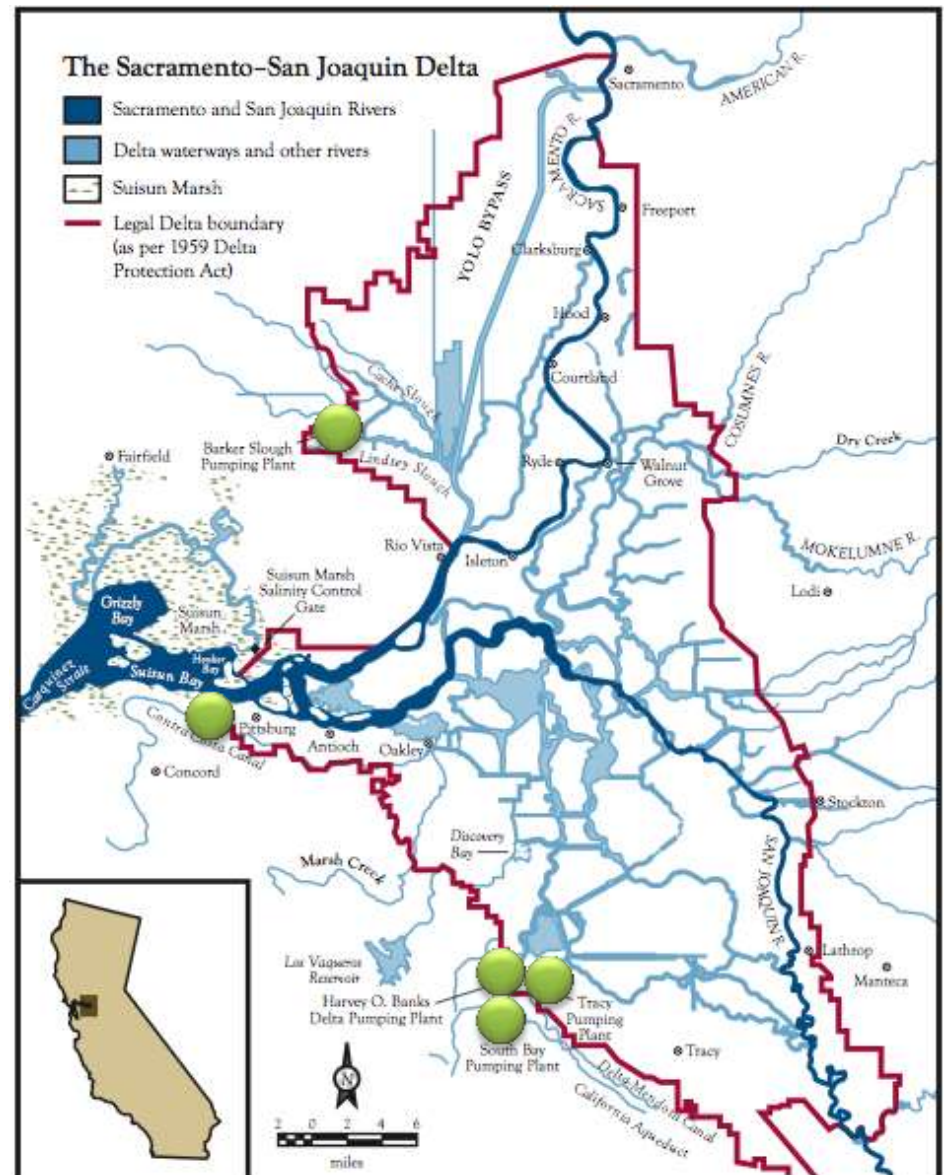 The Sacramento–San Joaquin Delta
Sacramento and San Joaquin Rivers
Delta waterways and other rivers
Suisun Marsh
Legal Delta boundary
(as per 1959 Delta
Protection Act)
Sacramento
AMERICAN R.
SACRAMENTO R.
YOLO BYPASS
Freeport
Clarksburg
Hood
Courtland
COSUMNES R.
Cache Slough
Barker Slough
Pumping Plant
Lindsey Slough
Fairfield
Ryde
Walnut
Grove
Dry Creek
MOKELUMNE R.
Rio Vista
Isleton
Lodi
Suisun Marsh
Salinity Control
Gate
Grizzly
Bay
Suisun
Marsh
Honker
Bay
Suisun Bay
Carquinez
Strait
Contra Costa Canal
Pittsburg
Antioch
Oakley
Concord
Stockton
Discovery
Bay
Marsh Creek
SAN JOAQUIN R.
Los Vaqueros
Reservoir
Lathrop
Manteca
Harvey O. Banks
Delta Pumping Plant
Tracy
Pumping
Plant
South Bay
Pumping Plant
Tracy
Delta-Mendota Canal
California Aqueduct
N
2 0 2 4 6
miles